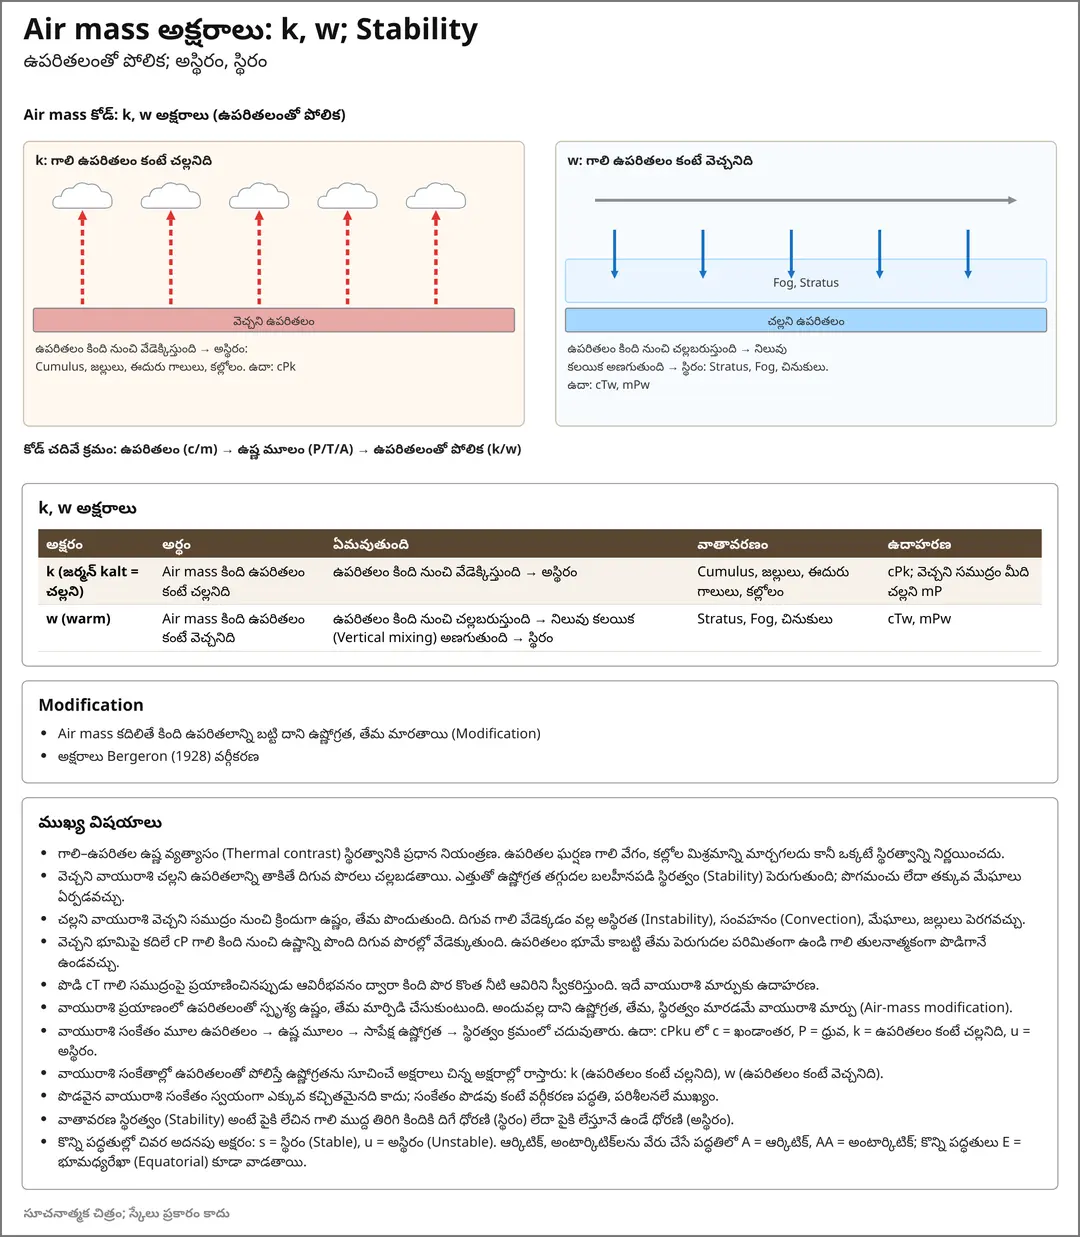 Air mass అక్షరాలు: k, w; Stability
ఉపరితలంతో పోలిక; అస్థిరం, స్థిరం
Air mass కోడ్: k, w అక్షరాలు (ఉపరితలంతో పోలిక)
k: గాలి ఉపరితలం కంటే చల్లనిది
వెచ్చని ఉపరితలం
ఉపరితలం కింది నుంచి వేడెక్కిస్తుంది → అస్థిరం:
Cumulus, జల్లులు, ఈదురు గాలులు, కల్లోలం. ఉదా: cPk
w: గాలి ఉపరితలం కంటే వెచ్చనిది
Fog, Stratus
చల్లని ఉపరితలం
ఉపరితలం కింది నుంచి చల్లబరుస్తుంది → నిలువు
కలయిక అణగుతుంది → స్థిరం: Stratus, Fog, చినుకులు.
ఉదా: cTw, mPw
కోడ్ చదివే క్రమం: ఉపరితలం (c/m) → ఉష్ణ మూలం (P/T/A) → ఉపరితలంతో పోలిక (k/w)
k, w అక్షరాలు
అక్షరం అర్థం ఏమవుతుంది వాతావరణం ఉదాహరణ
k (జర్మన్ kalt = Air mass కింది ఉపరితలం ఉపరితలం కింది నుంచి వేడెక్కిస్తుంది → అస్థిరం Cumulus, జల్లులు, ఈదురు cPk; వెచ్చని సముద్రం మీది
చల్లని) కంటే చల్లనిది గాలులు, కల్లోలం చల్లని mP
w (warm) Air mass కింది ఉపరితలం ఉపరితలం కింది నుంచి చల్లబరుస్తుంది → నిలువు కలయిక Stratus, Fog, చినుకులు cTw, mPw
కంటే వెచ్చనిది (Vertical mixing) అణగుతుంది → స్థిరం
Modification
• Air mass కదిలితే కింది ఉపరితలాన్ని బట్టి దాని ఉష్ణోగ్రత, తేమ మారతాయి (Modification)
• అక్షరాలు Bergeron (1928) వర్గీకరణ
ముఖ్య విషయాలు
• గాలి–ఉపరితల ఉష్ణ వ్యత్యాసం (Thermal contrast) స్థిరత్వానికి ప్రధాన నియంత్రణ. ఉపరితల ఘర్షణ గాలి వేగం, కల్లోల మిశ్రమాన్ని మార్చగలదు కానీ ఒక్కటే స్థిరత్వాన్ని నిర్ణయించదు.
• వెచ్చని వాయురాశి చల్లని ఉపరితలాన్ని తాకితే దిగువ పొరలు చల్లబడతాయి. ఎత్తుతో ఉష్ణోగ్రత తగ్గుదల బలహీనపడి స్థిరత్వం (Stability) పెరుగుతుంది; పొగమంచు లేదా తక్కువ మేఘాలు
ఏర్పడవచ్చు.
• చల్లని వాయురాశి వెచ్చని సముద్రం నుంచి క్రిందుగా ఉష్ణం, తేమ పొందుతుంది. దిగువ గాలి వేడెక్కడం వల్ల అస్థిరత (Instability), సంవహనం (Convection), మేఘాలు, జల్లులు పెరగవచ్చు.
• వెచ్చని భూమిపై కదిలే cP గాలి కింది నుంచి ఉష్ణాన్ని పొంది దిగువ పొరల్లో వేడెక్కుతుంది. ఉపరితలం భూమే కాబట్టి తేమ పెరుగుదల పరిమితంగా ఉండి గాలి తులనాత్మకంగా పొడిగానే
ఉండవచ్చు.
• పొడి cT గాలి సముద్రంపై ప్రయాణించినప్పుడు ఆవిరీభవనం ద్వారా కింది పొర కొంత నీటి ఆవిరిని స్వీకరిస్తుంది. ఇదే వాయురాశి మార్పుకు ఉదాహరణ.
• వాయురాశి ప్రయాణంలో ఉపరితలంతో స్పృశ్య ఉష్ణం, తేమ మార్పిడి చేసుకుంటుంది. అందువల్ల దాని ఉష్ణోగ్రత, తేమ, స్థిరత్వం మారడమే వాయురాశి మార్పు (Air-mass modification).
• వాయురాశి సంకేతం మూల ఉపరితలం → ఉష్ణ మూలం → సాపేక్ష ఉష్ణోగ్రత → స్థిరత్వం క్రమంలో చదువుతారు. ఉదా: cPku లో c = ఖండాంతర, P = ధ్రువ, k = ఉపరితలం కంటే చల్లనిది, u =
అస్థిరం.
• వాయురాశి సంకేతాల్లో ఉపరితలంతో పోలిస్తే ఉష్ణోగ్రతను సూచించే అక్షరాలు చిన్న అక్షరాల్లో రాస్తారు: k (ఉపరితలం కంటే చల్లనిది), w (ఉపరితలం కంటే వెచ్చనిది).
• పొడవైన వాయురాశి సంకేతం స్వయంగా ఎక్కువ కచ్చితమైనది కాదు; సంకేతం పొడవు కంటే వర్గీకరణ పద్ధతి, పరిశీలనలే ముఖ్యం.
• వాతావరణ స్థిరత్వం (Stability) అంటే పైకి లేచిన గాలి ముద్ద తిరిగి కిందికి దిగే ధోరణి (స్థిరం) లేదా పైకి లేస్తూనే ఉండే ధోరణి (అస్థిరం).
• కొన్ని పద్ధతుల్లో చివర అదనపు అక్షరం: s = స్థిరం (Stable), u = అస్థిరం (Unstable). ఆర్కిటిక్, అంటార్కిటిక్‌లను వేరు చేసే పద్ధతిలో A = ఆర్కిటిక్, AA = అంటార్కిటిక్; కొన్ని పద్ధతులు E =
భూమధ్యరేఖా (Equatorial) కూడా వాడతాయి.
సూచనాత్మక చిత్రం; స్కేలు ప్రకారం కాదు